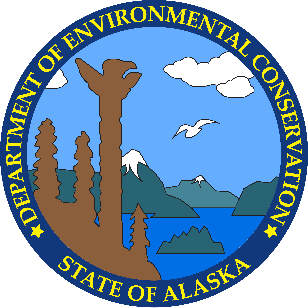 DEPARTMENT OF ENVIRONMENTAL CONSERVATION
STATE OF ALASKA